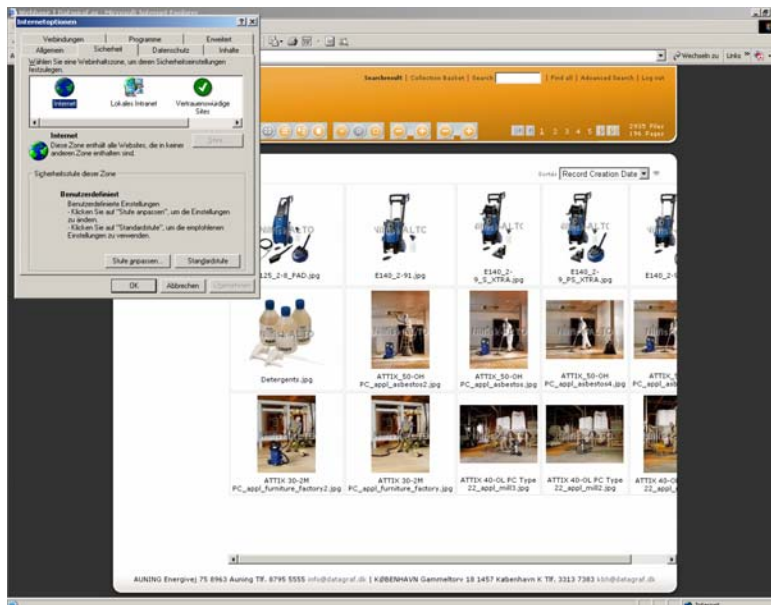 Internetoptionen
Verbindungen Programme Erweitert
Allgemein Sicherheit Datenschutz Inhalte
Wählen Sie eine Webinhaltszone, um deren Sicherheitseinstellungen
festzulegen.
Internet Lokales Intranet Vertrauenswürdige
Sites
Internet
Diese Zone enthält alle Websites, die in keiner
anderen Zone enthalten sind.
Sites...
Sicherheitsstufe dieser Zone
Benutzerdefiniert
Benutzerdefinierte Einstellungen
- Klicken Sie auf "Stufe anpassen", um die Einstellungen
zu ändern.
- Klicken Sie auf "Standardstufe", um die empfohlenen
Einstellungen zu verwenden.
Stufe anpassen... Standardstufe
OK Abbrechen Übernehmen
Wechseln zu Links
Searchresult | Collection Basket | Search | Find all | Advanced Search | Log out
1 2 3 4 5
2935 Files
196 Pages
Record Creation Date
125_2-8_PAD.jpg
E140_2-91.jpg
E140_2-
9_S_XTRA.jpg
E140_2-
9_PS_XTRA.jpg
Detergents.jpg
ATTIX_50-OH
PC_appl_asbestos2.jpg
ATTIX_50-OH
PC_appl_asbestos.jpg
ATTIX_50-OH
PC_appl_asbestos4.jpg
ATTIX 30-2M
PC_appl_furniture_factory2.jpg
ATTIX 30-2M
PC_appl_furniture_factory.jpg
ATTIX 40-0L PC Type
22_appl_mill3.jpg
ATTIX 40-0L PC Type
22_appl_mill2.jpg
AUNING Energivej 75 8963 Auning Tlf. 8795 5555 info@datagraf.dk | KØBENHAVN Gammeltorv 18 1457 København K Tlf. 3313 7383 kbh@datagraf.dk
Internet